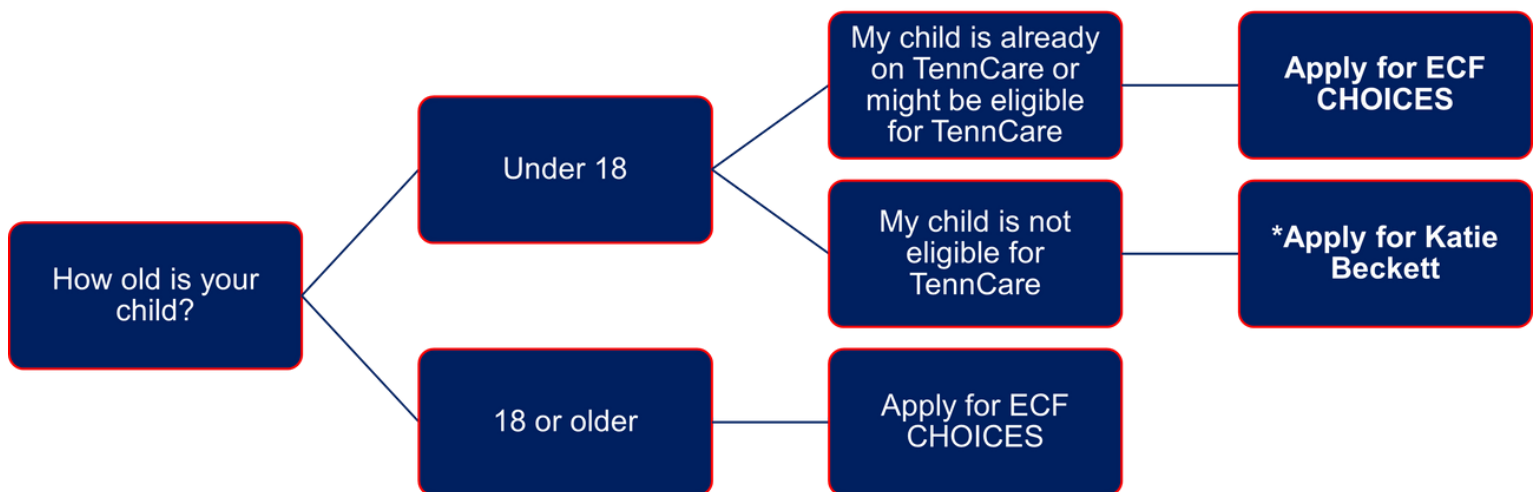 How old is your
child?
Under 18
My child is already
on TennCare or
might be eligible
for TennCare
Apply for ECF
CHOICES
My child is not
eligible for
TennCare
*Apply for Katie
Beckett
18 or older
Apply for ECF
CHOICES